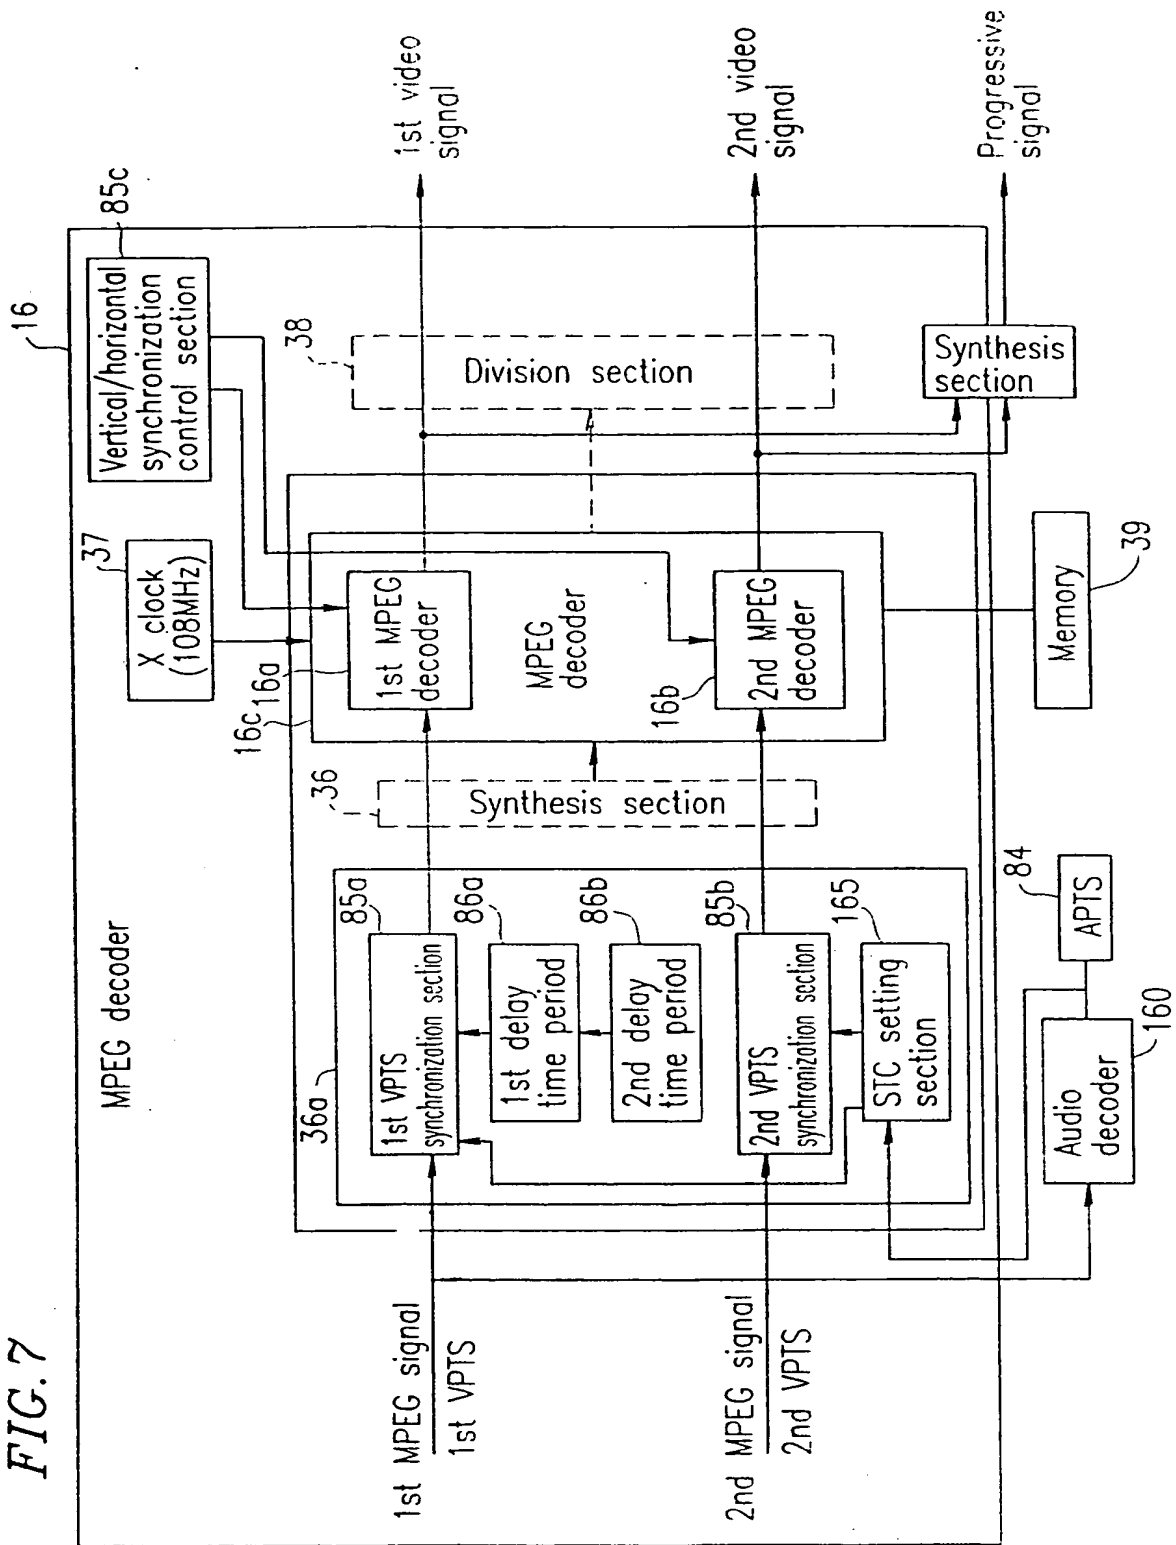 FIG. 7
MPEG decoder
16
1st MPEG signal
1st VPTS
2nd MPEG signal
2nd VPTS
36a
1st VPTS
synchronization section
85a
1st delay
time period
86a
2nd delay
time period
86b
2nd VPTS
synchronization section
85b
STC setting
section
165
Audio
decoder
160
APTS
84
Synthesis section
36
16c
16a
1st MPEG
decoder
MPEG
decoder
16b
2nd MPEG
decoder
X clock
(108MHz)
37
Vertical/horizontal
synchronization
control section
85c
Memory
39
Division section
38
Synthesis
section
1st video
signal
2nd video
signal
Progressive
signal